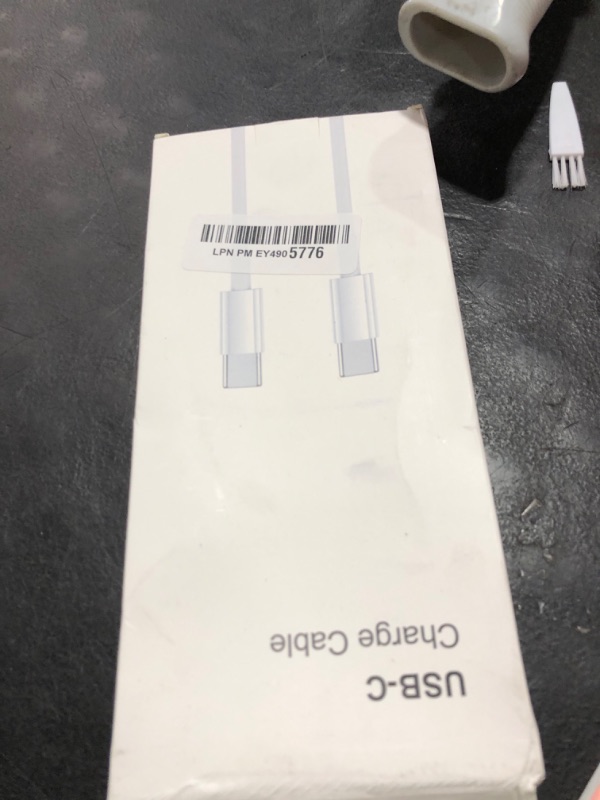 LPN PM EY4905776
USB-C
Charge Cable